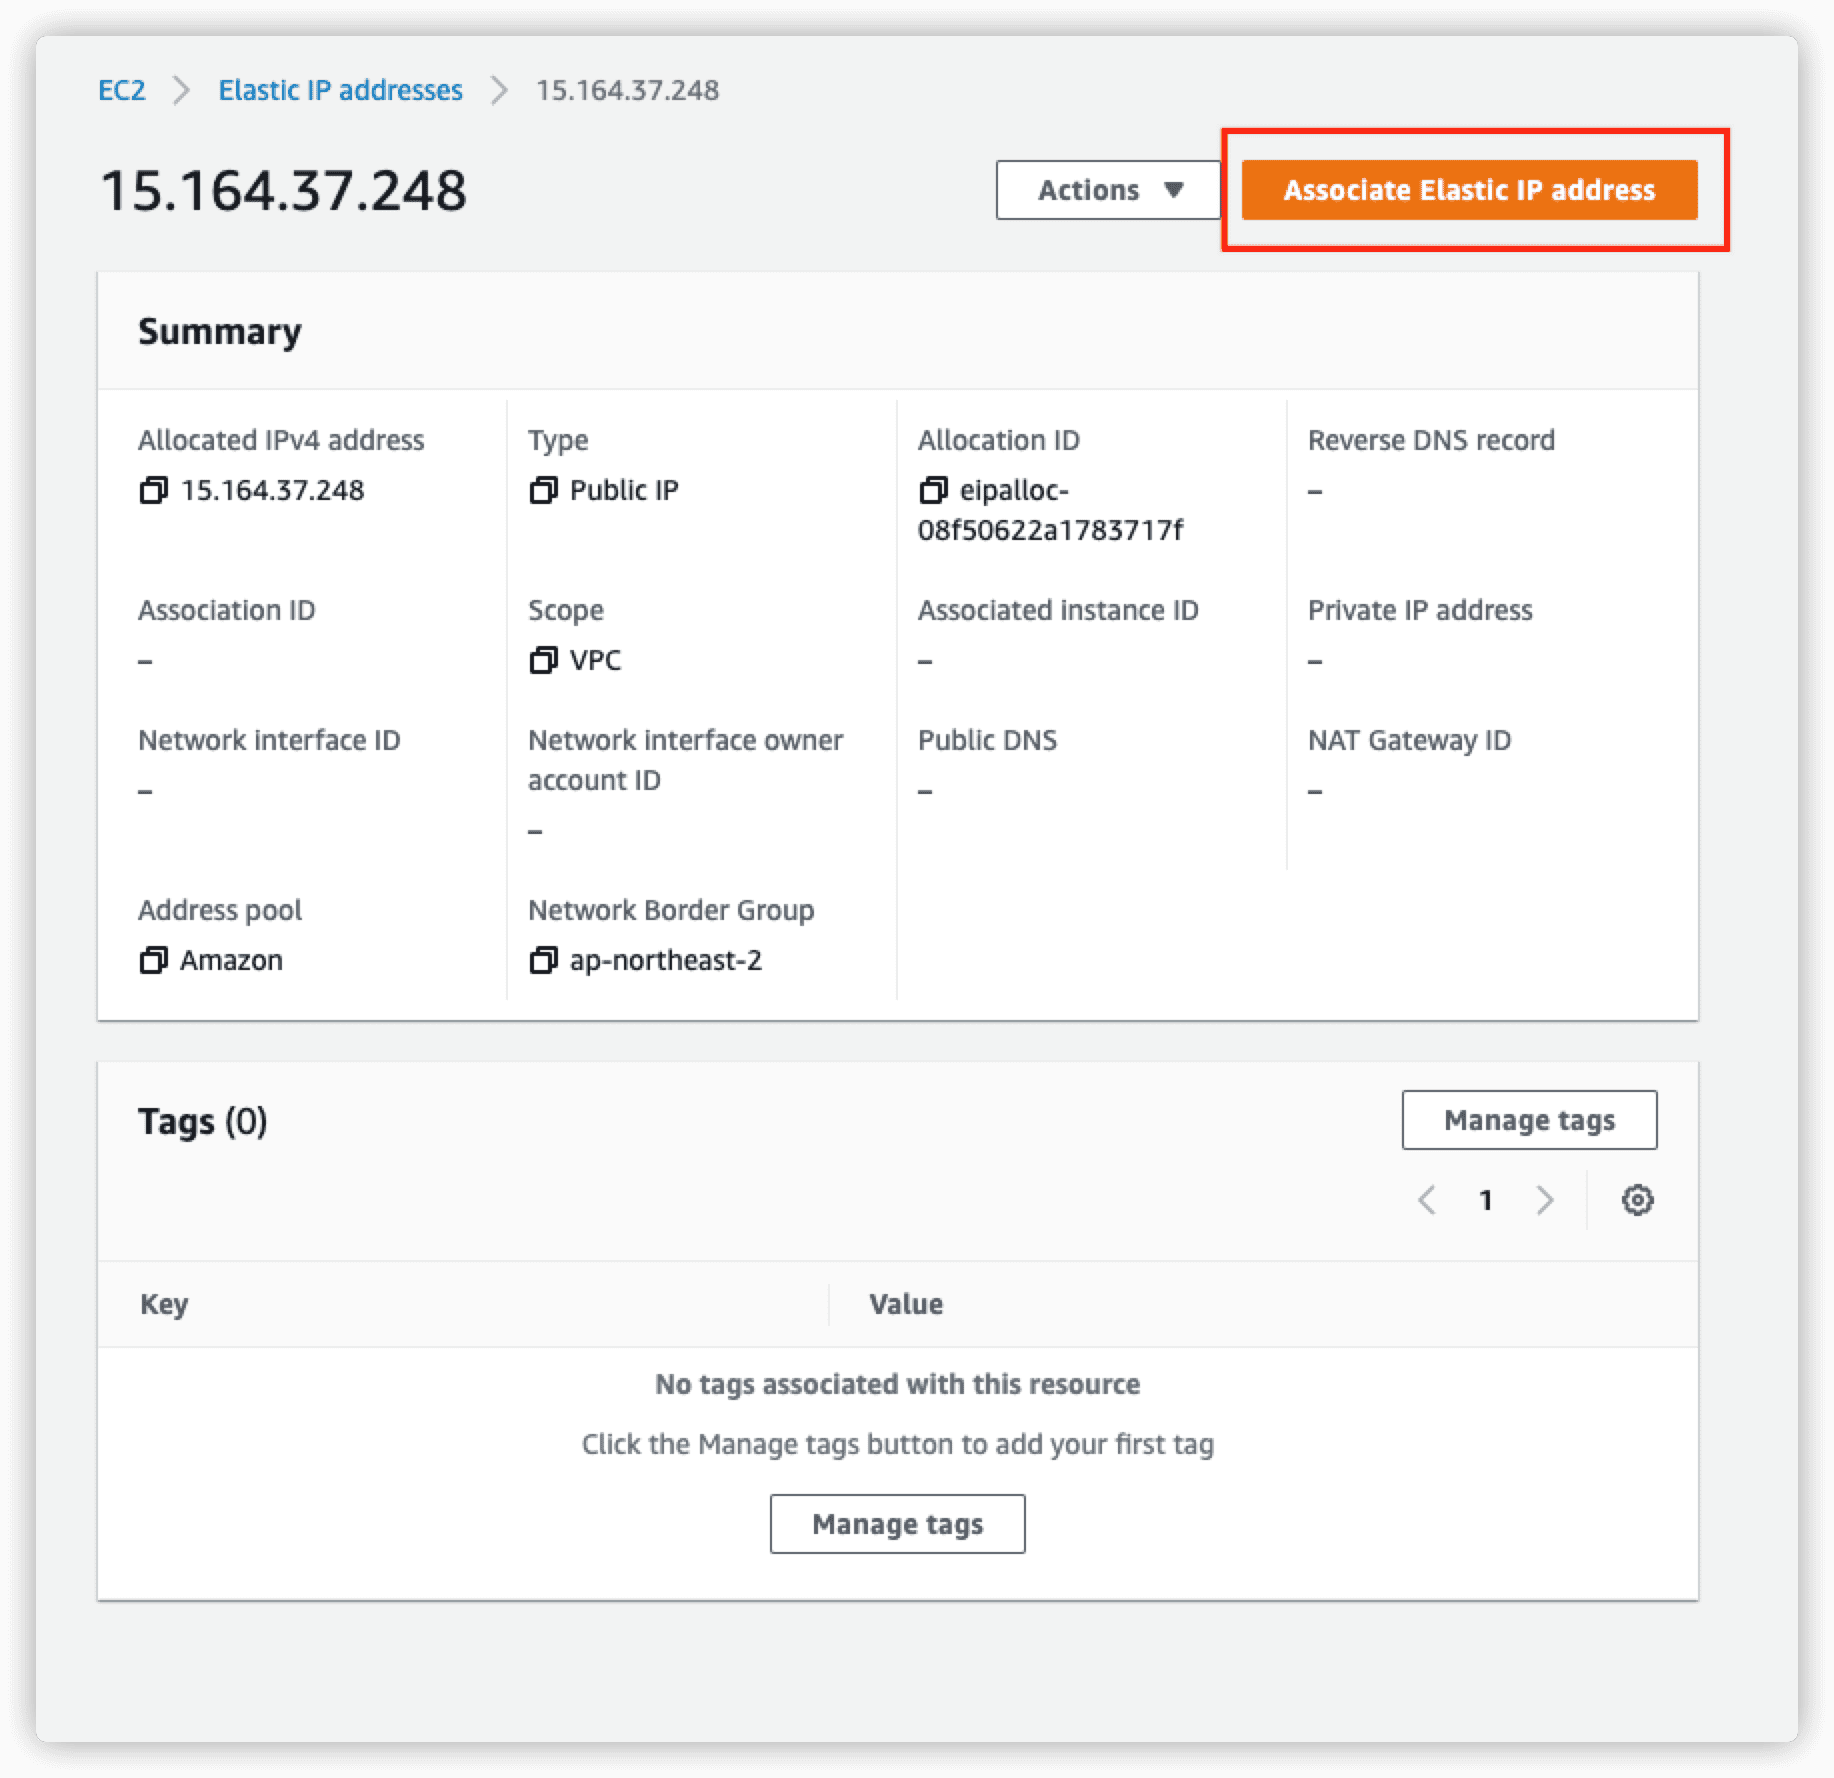 EC2 > Elastic IP addresses > 15.164.37.248
15.164.37.248
Actions ▼
Associate Elastic IP address
Summary
Allocated IPv4 address
15.164.37.248
Type
Public IP
Allocation ID
eipalloc-
08f50622a1783717f
Reverse DNS record
–
Association ID
–
Scope
VPC
Associated instance ID
–
Private IP address
–
Network interface ID
–
Network interface owner
account ID
–
Public DNS
–
NAT Gateway ID
–
Address pool
Amazon
Network Border Group
ap-northeast-2
Tags (0)
Manage tags
< 1 >
Key
Value
No tags associated with this resource
Click the Manage tags button to add your first tag
Manage tags